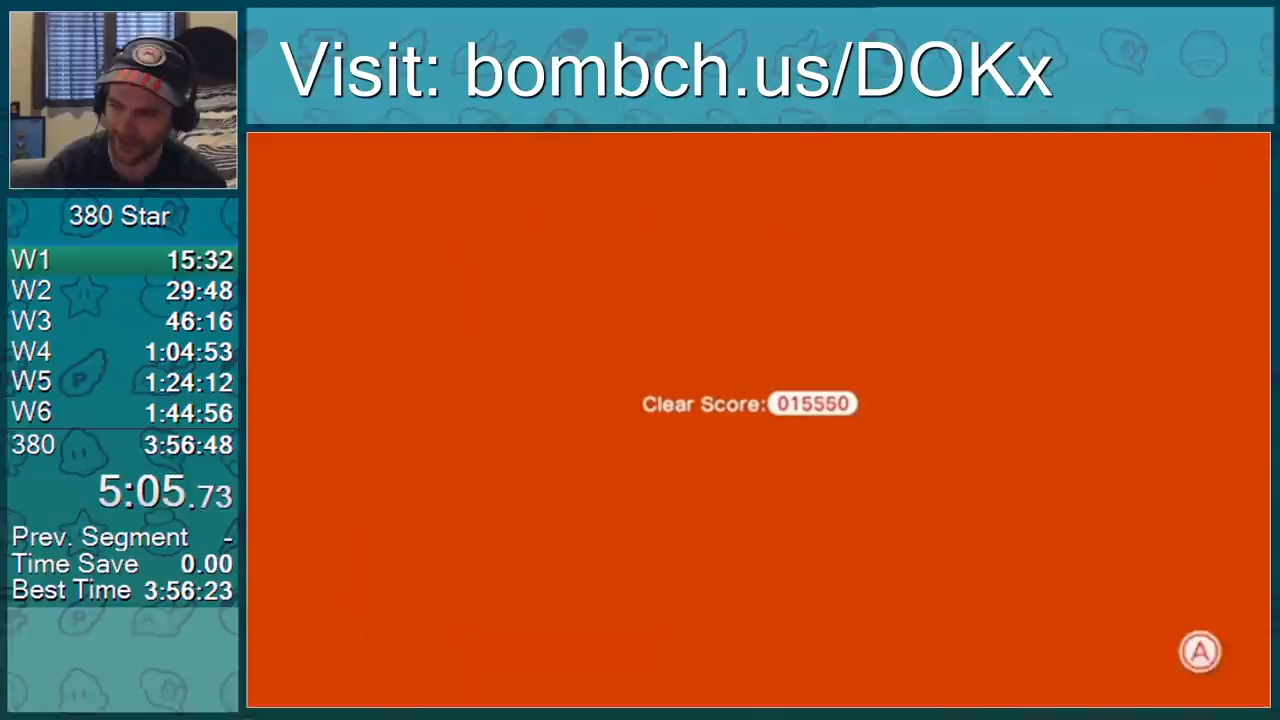 Visit: bombch.us/DOKx
380 Star
W1 15:32
W2 29:48
W3 46:16
W4 1:04:53
W5 1:24:12
W6 1:44:56
380 3:56:48
5:05.73
Prev. Segment -
Time Save 0.00
Best Time 3:56:23
Clear Score: 015550
A